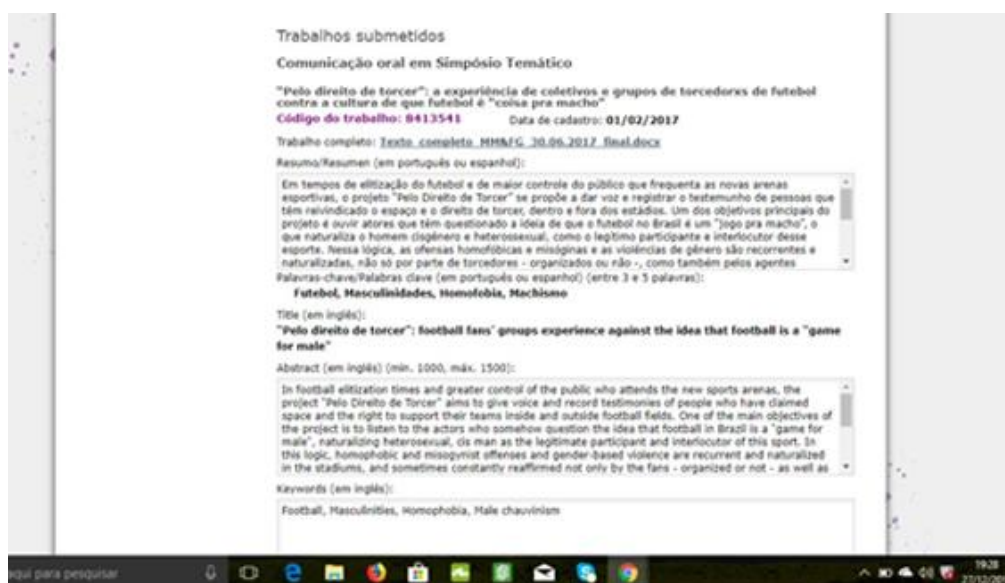 Trabalhos submetidos
Comunicação oral em Simpósio Temático
"Pelo direito de torcer": a experiência de coletivos e grupos de torcedorxs de futebol
contra a cultura de que futebol é "coisa pra macho"
Código do trabalho: 8413541 Data de cadastro: 01/02/2017
Trabalho completo: Texto_completo_MM&FG_30.06.2017_final.docx
Resumo/Resumen (em português ou espanhol):
Em tempos de elitização do futebol e de maior controle do público que frequenta as novas arenas
esportivas, o projeto "Pelo Direito de Torcer" se propõe a dar voz e registrar o testemunho de pessoas que
têm reivindicado o espaço e o direito de torcer, dentro e fora dos estádios. Um dos objetivos principais do
projeto é ouvir atores que têm questionado a ideia de que o futebol no Brasil é um "jogo pra macho", o
que naturaliza o homem cisgênero e heterossexual, como o legítimo participante e interlocutor desse
esporte. Nessa lógica, as ofensas homofóbicas e misóginas e as violências de gênero são recorrentes e
naturalizadas, não só por parte de torcedores - organizados ou não -, como também pelos agentes
Palavras-chave/Palabras clave (em português ou espanhol) (entre 3 e 5 palavras):
Futebol, Masculinidades, Homofobia, Machismo
Title (em inglês):
"Pelo direito de torcer": football fans' groups experience against the idea that football is a "game
for male"
Abstract (em inglês) (min. 1000, máx. 1500):
In football elitization times and greater control of the public who attends the new sports arenas, the
project "Pelo Direito de Torcer" aims to give voice and record testimonies of people who have claimed
space and the right to support their teams inside and outside football fields. One of the main objectives of
the project is to listen to the actors who somehow question the idea that football in Brazil is a "game for
male", naturalizing heterosexual, cis man as the legitimate participant and interlocutor of this sport. In
this logic, homophobic and misogynist offenses and gender-based violence are recurrent and naturalized
in the stadiums, and sometimes constantly reaffirmed not only by the fans - organized or not - as well as
Keywords (em inglês):
Football, Masculinities, Homophobia, Male chauvinism
aqui para pesquisar
19:28